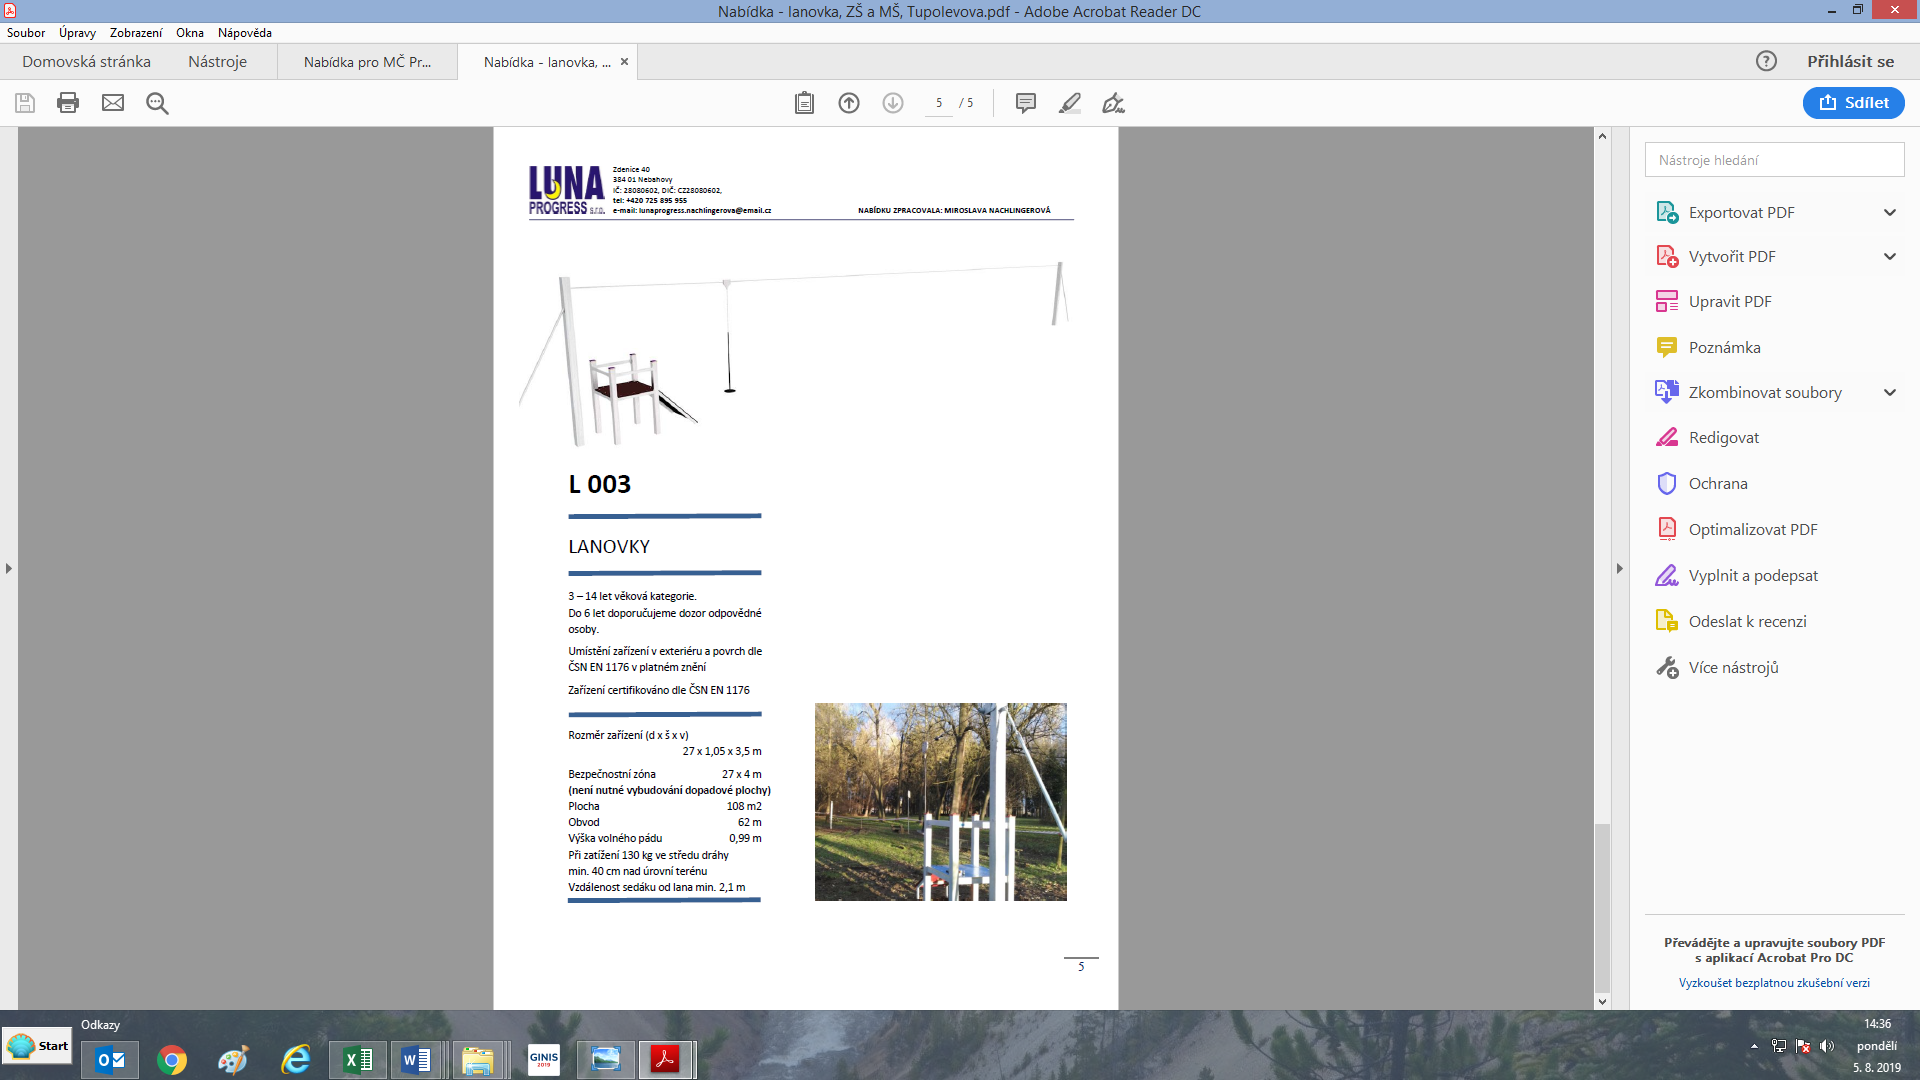 Nabídka - lanovka, ZŠ a MŠ, Tupolevova.pdf - Adobe Acrobat Reader DC
Soubor Úpravy Zobrazení Okna Nápověda
Domovská stránka Nástroje Nabídka pro MČ Pr... Nabídka - lanovka, ... × Přihlásit se
5 / 5 Sdílet
LUNA PROGRESS s.r.o.
Zdenice 40
384 01 Nebahovy
IČ: 28080602, DIČ: CZ28080602,
tel: +420 725 895 955
e-mail: lunaprogress.nachlingerova@email.cz NABÍDKU ZPRACOVALA: MIROSLAVA NACHLINGEROVÁ
L 003
LANOVKY
3 – 14 let věková kategorie.
Do 6 let doporučujeme dozor odpovědné
osoby.
Umístění zařízení v exteriéru a povrch dle
ČSN EN 1176 v platném znění
Zařízení certifikováno dle ČSN EN 1176
Rozměr zařízení (d x š x v)
27 x 1,05 x 3,5 m
Bezpečnostní zóna 27 x 4 m
(není nutné vybudování dopadové plochy)
Plocha 108 m2
Obvod 62 m
Výška volného pádu 0,99 m
Při zatížení 130 kg ve středu dráhy
min. 40 cm nad úrovní terénu
Vzdálenost sedáku od lana min. 2,1 m
5
Nástroje hledání
Exportovat PDF
Vytvořit PDF
Upravit PDF
Poznámka
Zkombinovat soubory
Redigovat
Ochrana
Optimalizovat PDF
Vyplnit a podepsat
Odeslat k recenzi
Více nástrojů
Převádějte a upravujte soubory PDF
s aplikací Acrobat Pro DC
Vyzkoušet bezplatnou zkušební verzi
Odkazy
Start
GINIS
2019
14:36
pondělí
5. 8. 2019